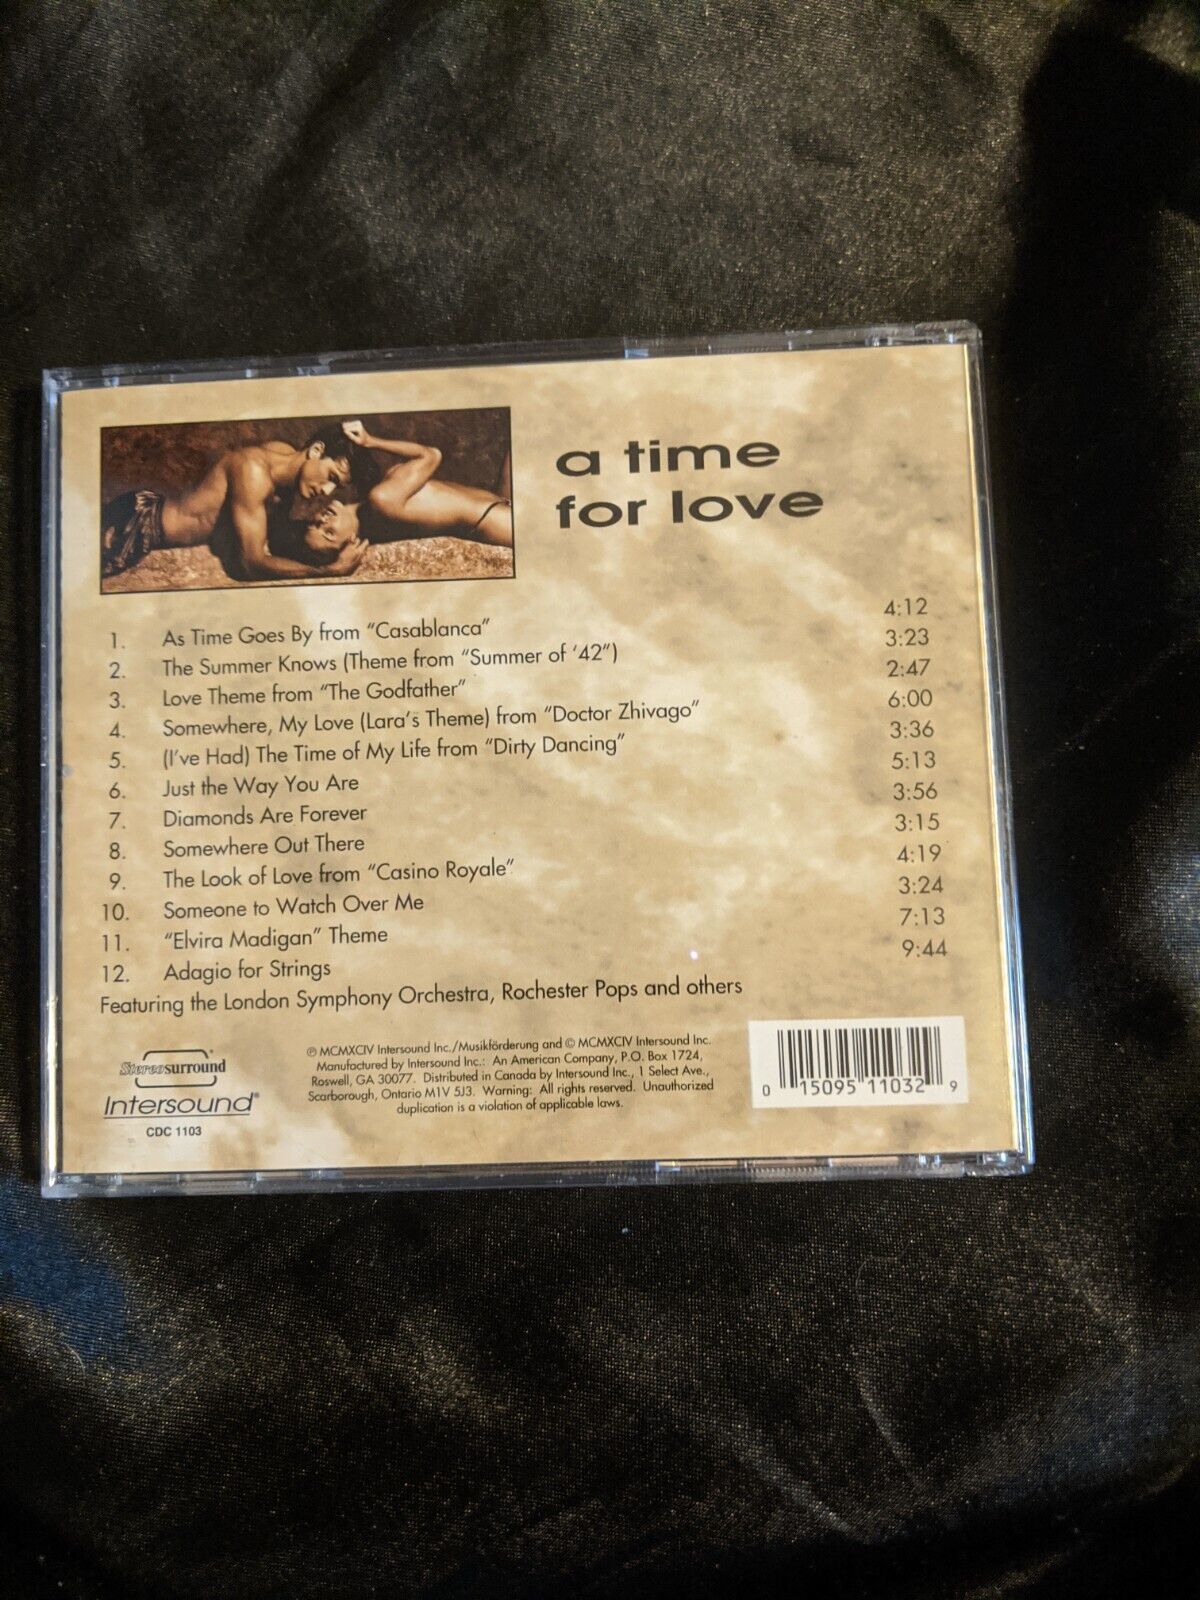 a time
for love
1. As Time Goes By from “Casablanca” 4:12
2. The Summer Knows (Theme from “Summer of ‘42”) 3:23
3. Love Theme from “The Godfather” 2:47
4. Somewhere, My Love (Lara’s Theme) from “Doctor Zhivago” 6:00
5. (I’ve Had) The Time of My Life from “Dirty Dancing” 3:36
6. Just the Way You Are 5:13
7. Diamonds Are Forever 3:56
8. Somewhere Out There 3:15
9. The Look of Love from “Casino Royale” 4:19
10. Someone to Watch Over Me 3:24
11. “Elvira Madigan” Theme 7:13
12. Adagio for Strings 9:44
Featuring the London Symphony Orchestra, Rochester Pops and others
Stereosurround
Intersound®
CDC 1103
℗ MCMXCIV Intersound Inc./Musikförderung and © MCMXCIV Intersound Inc.
Manufactured by Intersound Inc.: An American Company, P.O. Box 1724,
Roswell, GA 30077. Distributed in Canada by Intersound Inc., 1 Select Ave.,
Scarborough, Ontario M1V 5J3. Warning: All rights reserved. Unauthorized
duplication is a violation of applicable laws.
0 15095 11032 9